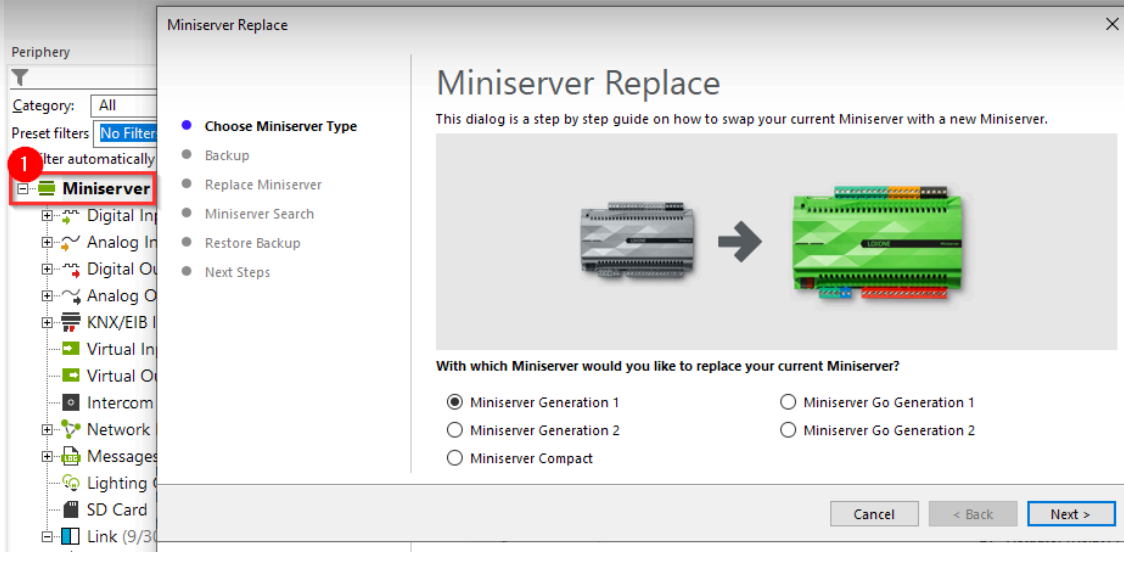 Miniserver Replace
Periphery
Category: All
Preset filters No Filter
ilter automatically
1
Miniserver
Digital Inp
Analog In
Digital Ou
Analog O
KNX/EIB I
Virtual In
Virtual Ou
Intercom
Network
Messages
Lighting
SD Card
Link (9/30
Choose Miniserver Type
Backup
Replace Miniserver
Miniserver Search
Restore Backup
Next Steps
Miniserver Replace
This dialog is a step by step guide on how to swap your current Miniserver with a new Miniserver.
LOXONE
LOXONE
With which Miniserver would you like to replace your current Miniserver?
Miniserver Generation 1
Miniserver Go Generation 1
Miniserver Generation 2
Miniserver Go Generation 2
Miniserver Compact
Cancel
< Back
Next >